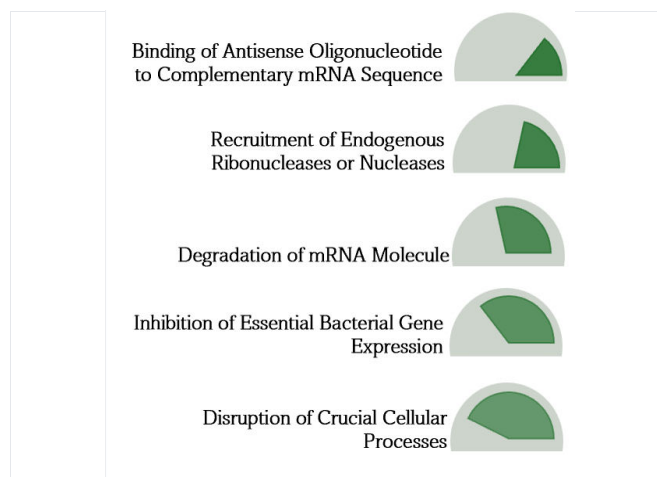 Binding of Antisense Oligonucleotide
to Complementary mRNA Sequence
Recruitment of Endogenous
Ribonucleases or Nucleases
Degradation of mRNA Molecule
Inhibition of Essential Bacterial Gene
Expression
Disruption of Crucial Cellular
Processes